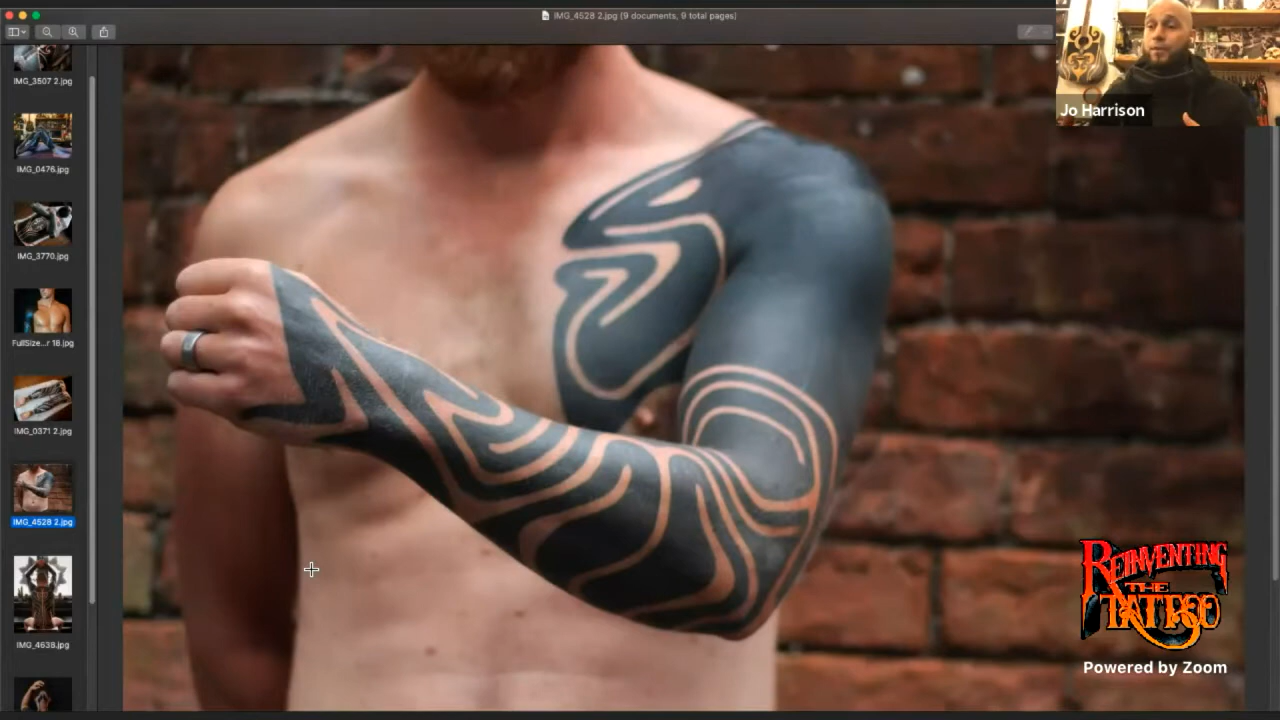 IMG_4528 2.jpg (9 documents, 9 total pages)
IMG_3507 2.jpg
IMG_0476.jpg
IMG_3770.jpg
FullSize...r 18.jpg
IMG_0371 2.jpg
IMG_4528 2.jpg
IMG_4638.jpg
Jo Harrison
REINVENTING
THE
TATTOO
Powered by Zoom